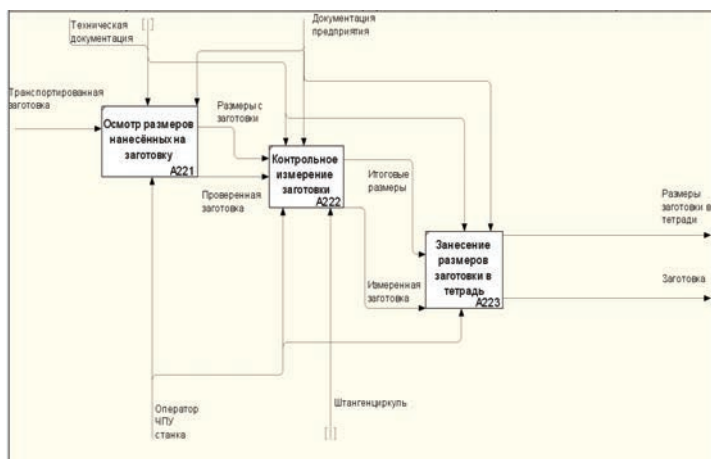 Техническая
документация
Документация
предприятия
Транспортированная
заготовка
Осмотр размеров
нанесённых на
заготовку
A221
Размеры с
заготовки
Контрольное
измерение
заготовки
A222
Проверенная
заготовка
Итоговые
размеры
Размеры
заготовки в
тетради
Занесение
размеров
заготовки в
тетрадь
A223
Измеренная
заготовка
Заготовка
Оператор
ЧПУ
станка
Штангенциркуль